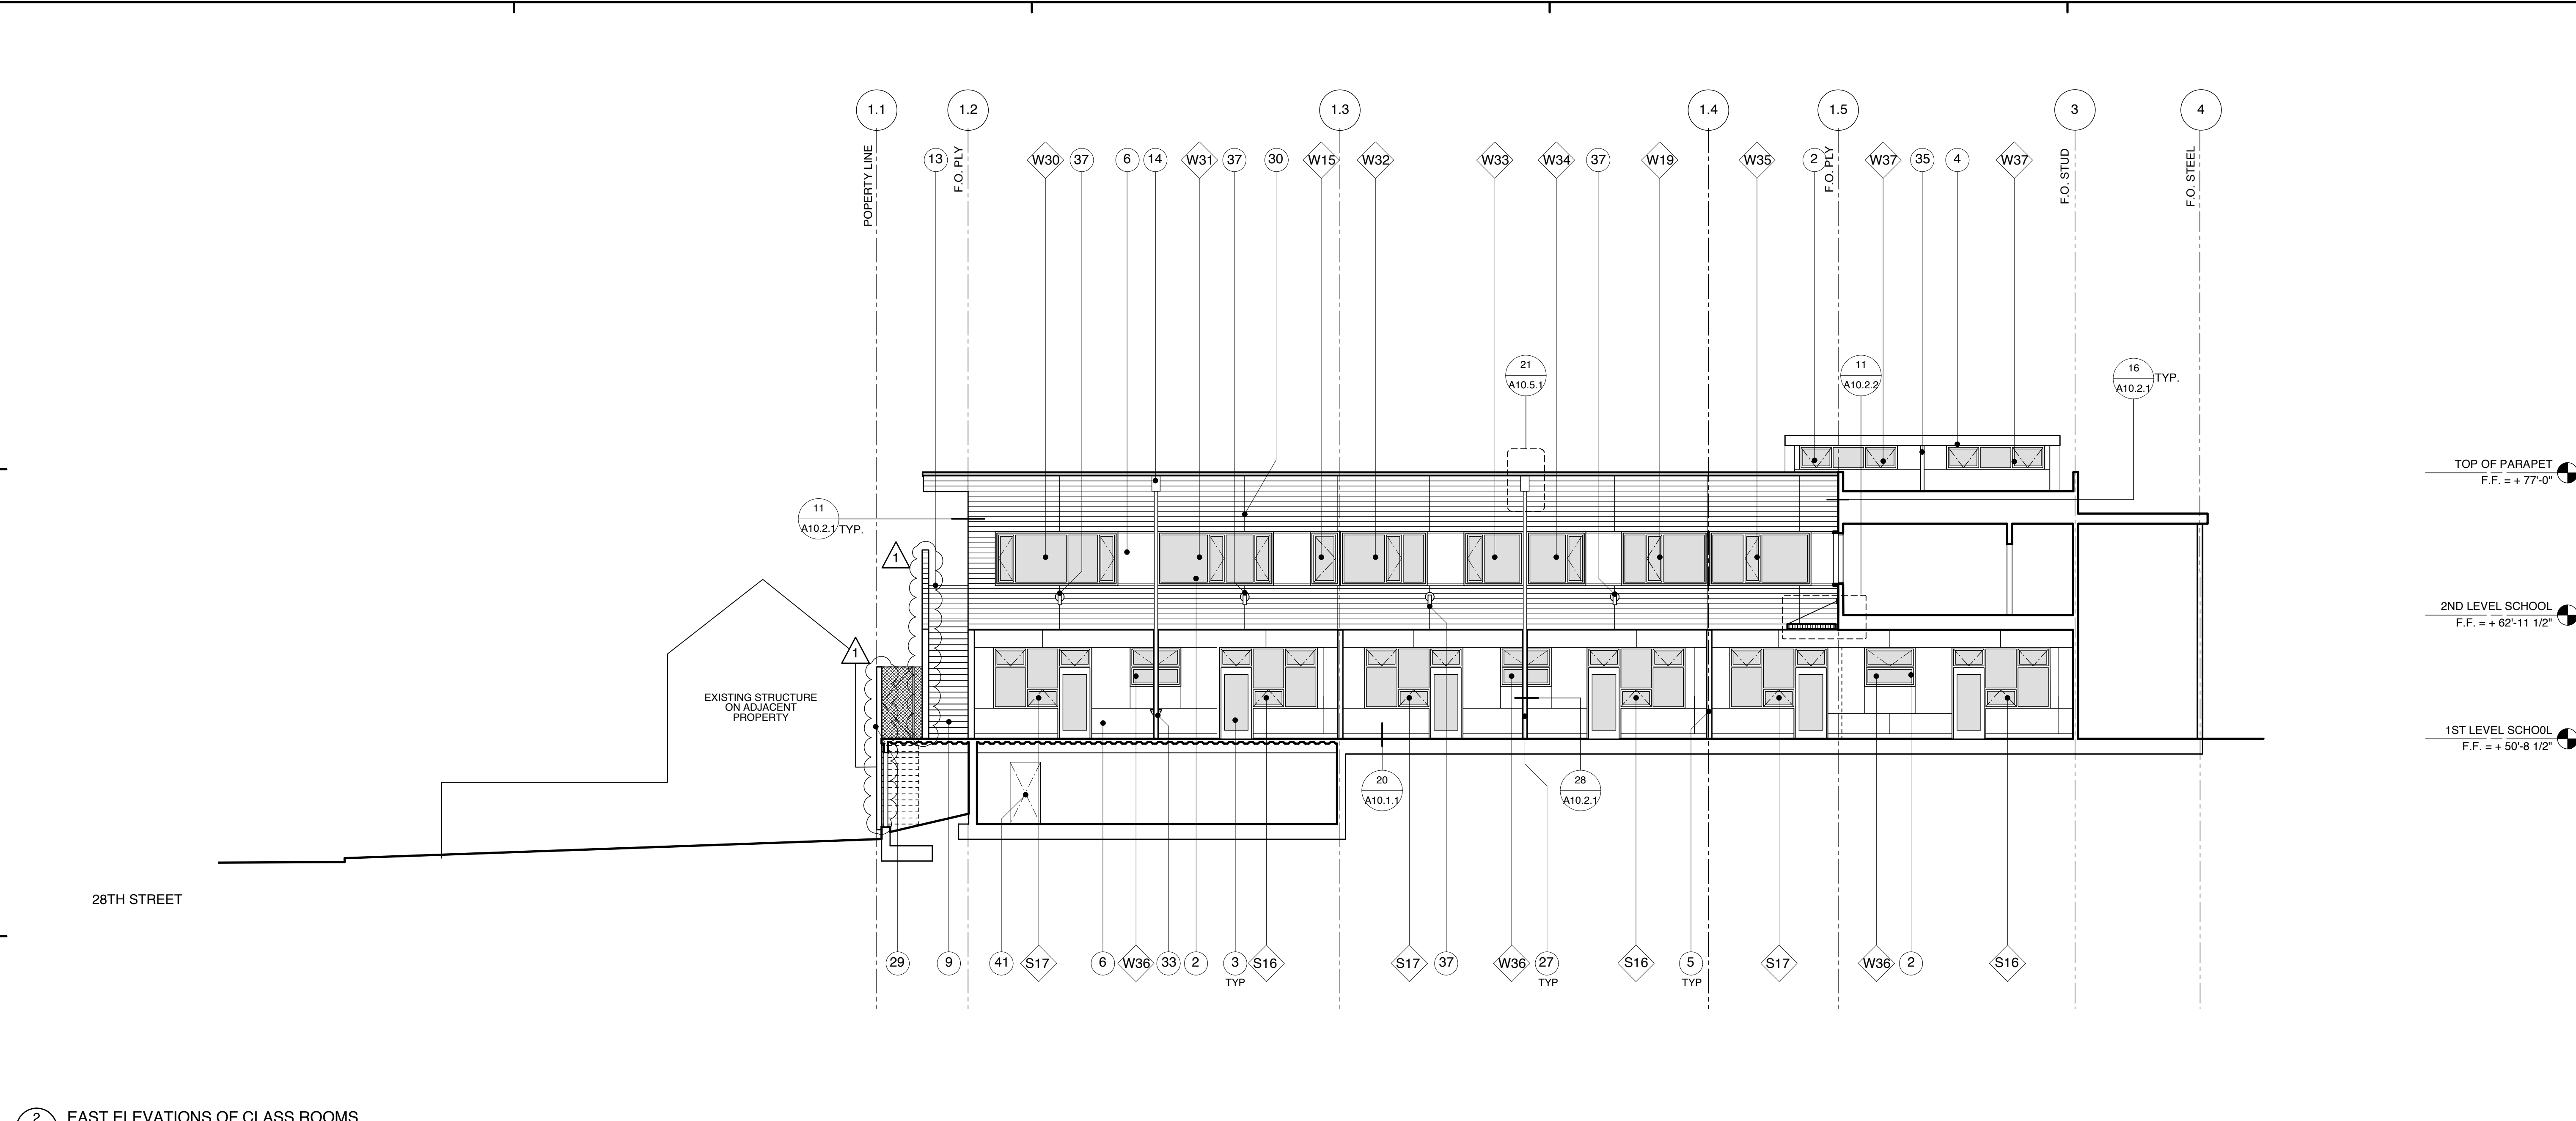 1.1
1.2
1.3
1.4
1.5
3
4
POPERTY LINE
F.O. PLY
F.O. PLY
F.O. STUD
F.O. STEEL
13
W30
37
6
14
W31
37
30
W15
W32
W33
W34
37
W19
W35
2
W37
35
4
W37
21
A10.5.1
11
A10.2.2
16
A10.2.1
TYP.
TOP OF PARAPET
F.F. = + 77'-0"
11
A10.2.1
TYP.
1
1
2ND LEVEL SCHOOL
F.F. = + 62'-11 1/2"
EXISTING STRUCTURE
ON ADJACENT
PROPERTY
1ST LEVEL SCHO0L
F.F. = + 50'-8 1/2"
20
A10.1.1
28
A10.2.1
28TH STREET
29
9
41
S17
6
W36
33
2
3
TYP
S16
S17
37
W36
27
TYP
S16
5
TYP
S17
W36
2
S16
2
EAST ELEVATIONS OF CLASS ROOMS